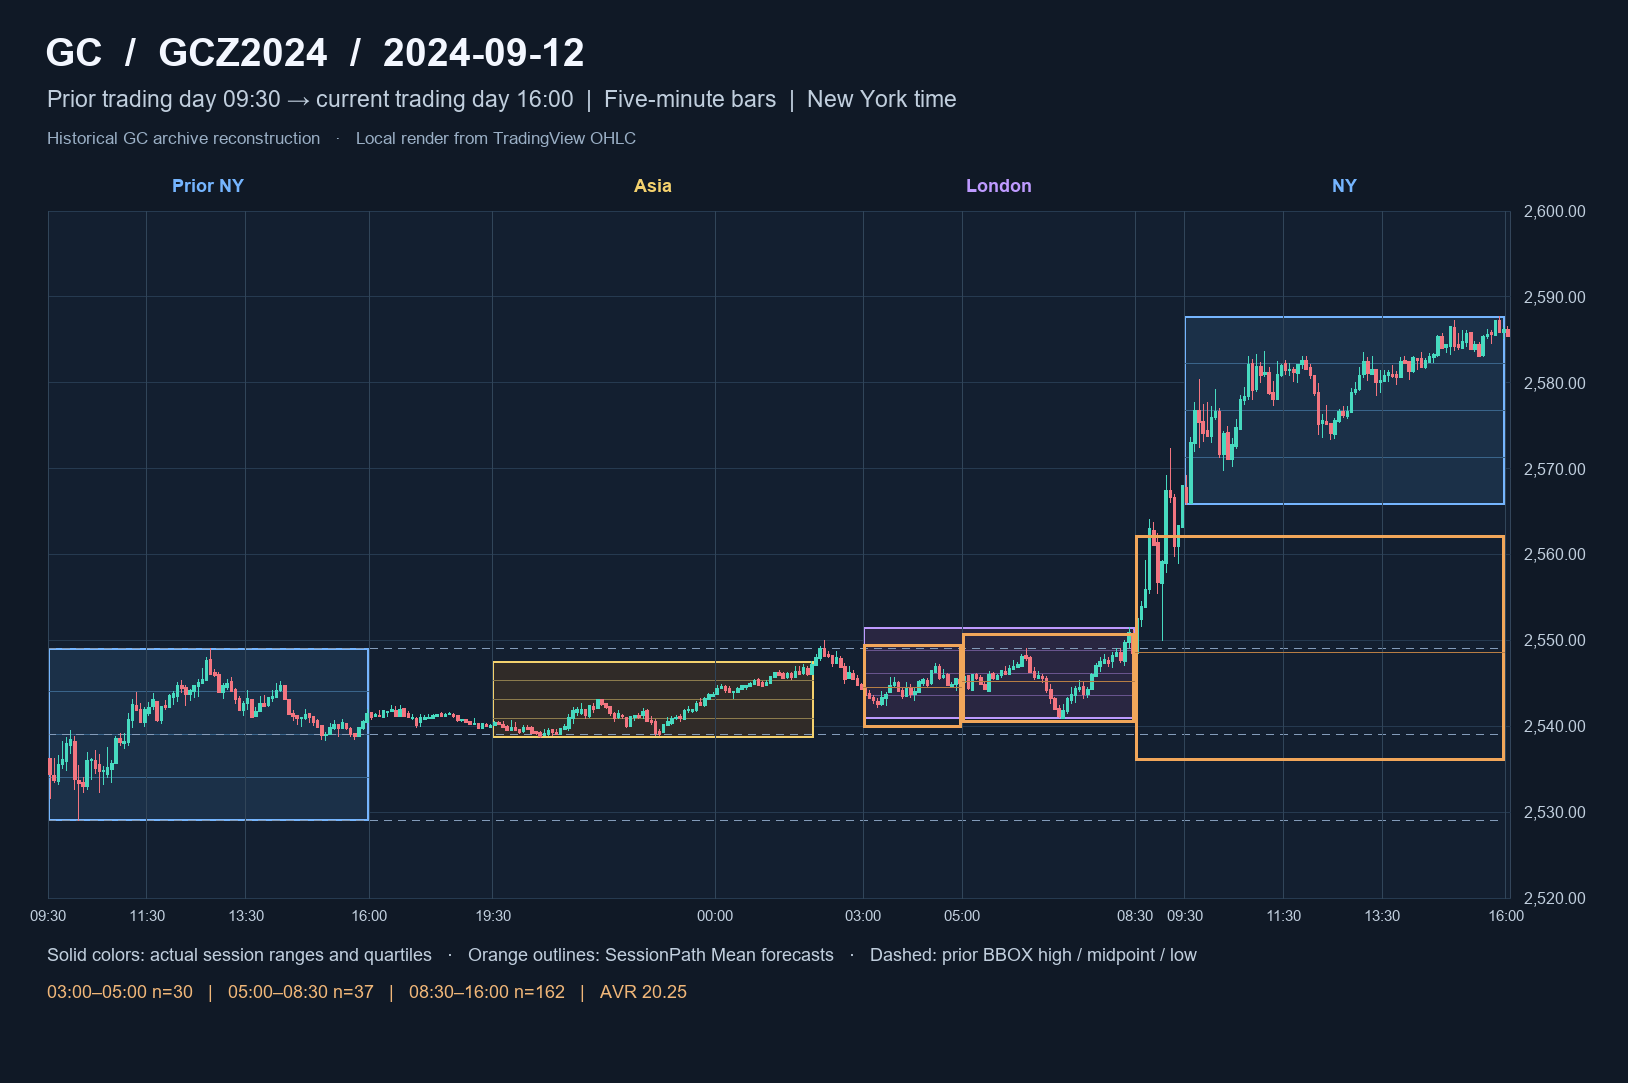 GC / GCZ2024 / 2024-09-12
Prior trading day 09:30 → current trading day 16:00 | Five-minute bars | New York time
Historical GC archive reconstruction · Local render from TradingView OHLC
Prior NY
Asia
London
NY
2,600.00
2,590.00
2,580.00
2,570.00
2,560.00
2,550.00
2,540.00
2,530.00
2,520.00
09:30 11:30 13:30 16:00 19:30 00:00 03:00 05:00 08:30 09:30 11:30 13:30 16:00
Solid colors: actual session ranges and quartiles · Orange outlines: SessionPath Mean forecasts · Dashed: prior BBOX high / midpoint / low
03:00–05:00 n=30 | 05:00–08:30 n=37 | 08:30–16:00 n=162 | AVR 20.25